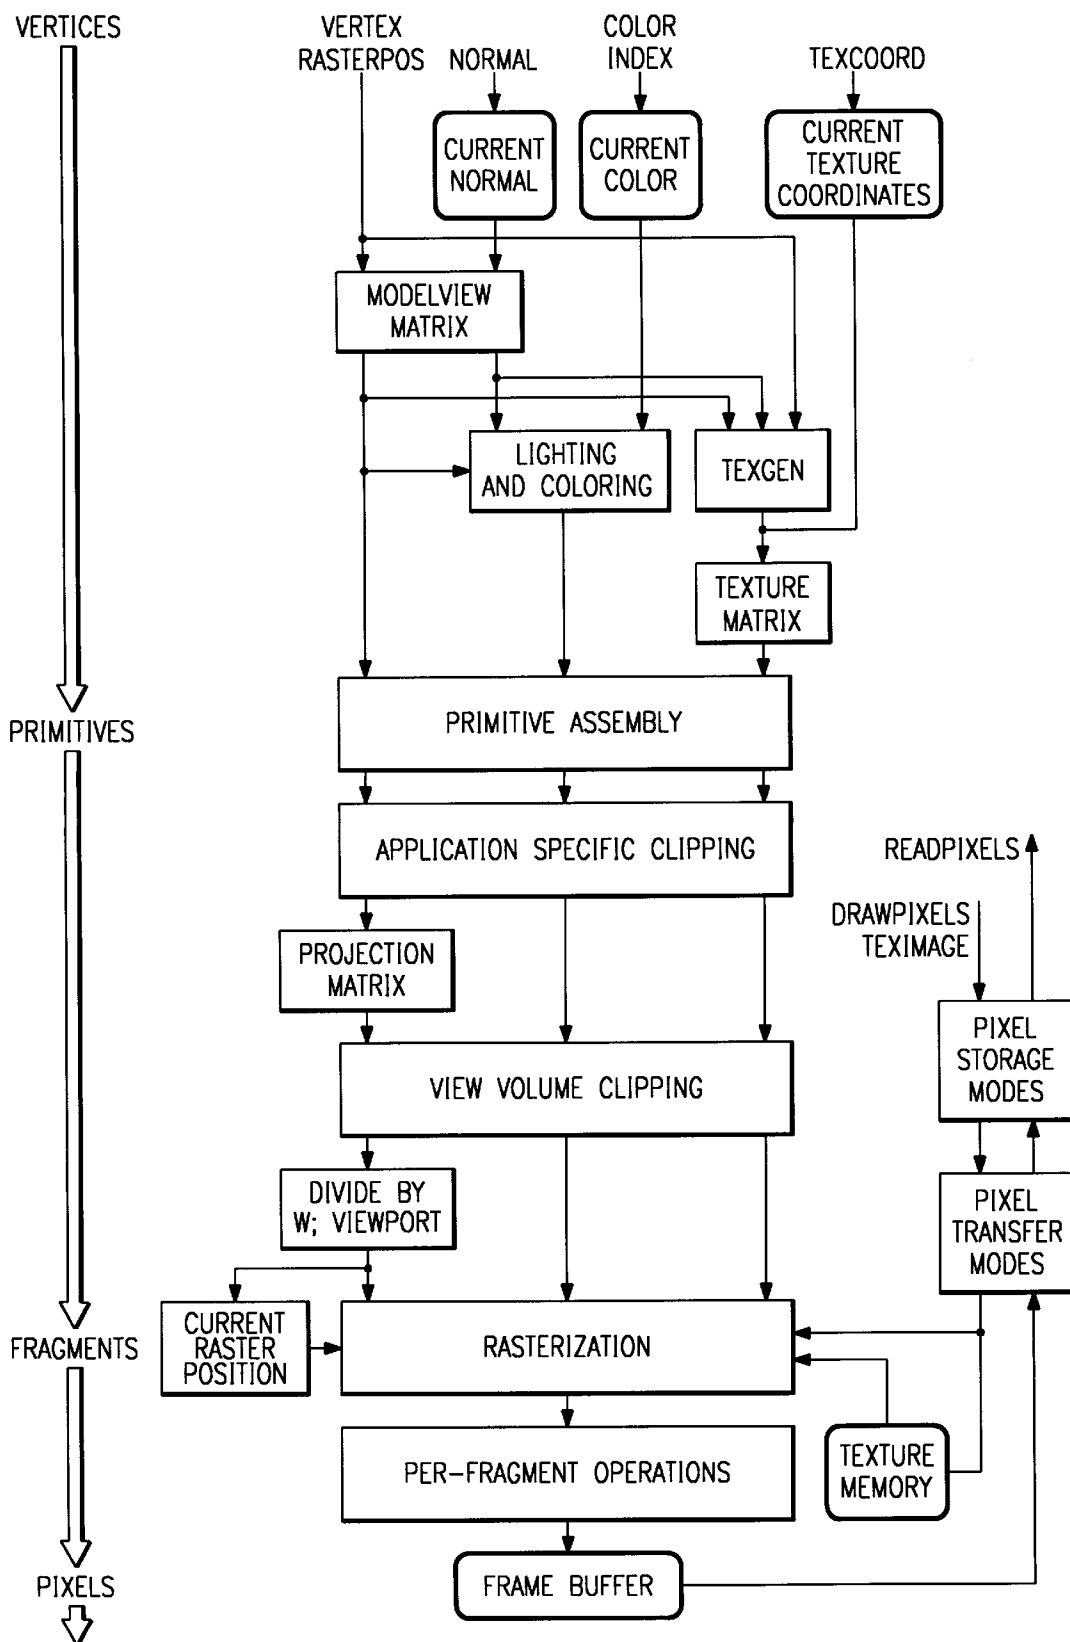 VERTICES
VERTEX
RASTERPOS
NORMAL
COLOR
INDEX
TEXCOORD
CURRENT
NORMAL
CURRENT
COLOR
CURRENT
TEXTURE
COORDINATES
MODELVIEW
MATRIX
LIGHTING
AND COLORING
TEXGEN
TEXTURE
MATRIX
PRIMITIVES
PRIMITIVE ASSEMBLY
APPLICATION SPECIFIC CLIPPING
READPIXELS
DRAWPIXELS
TEXIMAGE
PROJECTION
MATRIX
PIXEL
STORAGE
MODES
VIEW VOLUME CLIPPING
DIVIDE BY
W; VIEWPORT
PIXEL
TRANSFER
MODES
FRAGMENTS
CURRENT
RASTER
POSITION
RASTERIZATION
PER-FRAGMENT OPERATIONS
TEXTURE
MEMORY
PIXELS
FRAME BUFFER